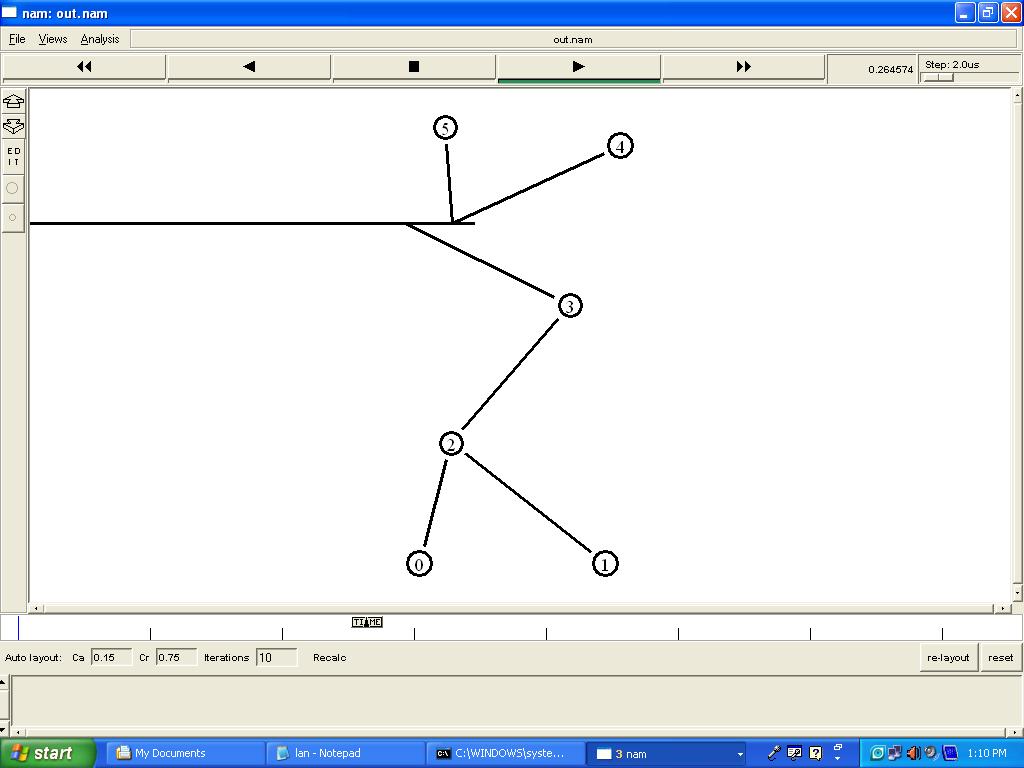 nam: out.nam
File Views Analysis out.nam
0.264574 Step: 2.0us
ED
IT
5
4
3
2
0
1
TIME
Auto layout: Ca 0.15 Cr 0.75 Iterations 10 Recalc re-layout reset
start My Documents lan - Notepad C:\WINDOWS\syste... 3 nam 1:10 PM